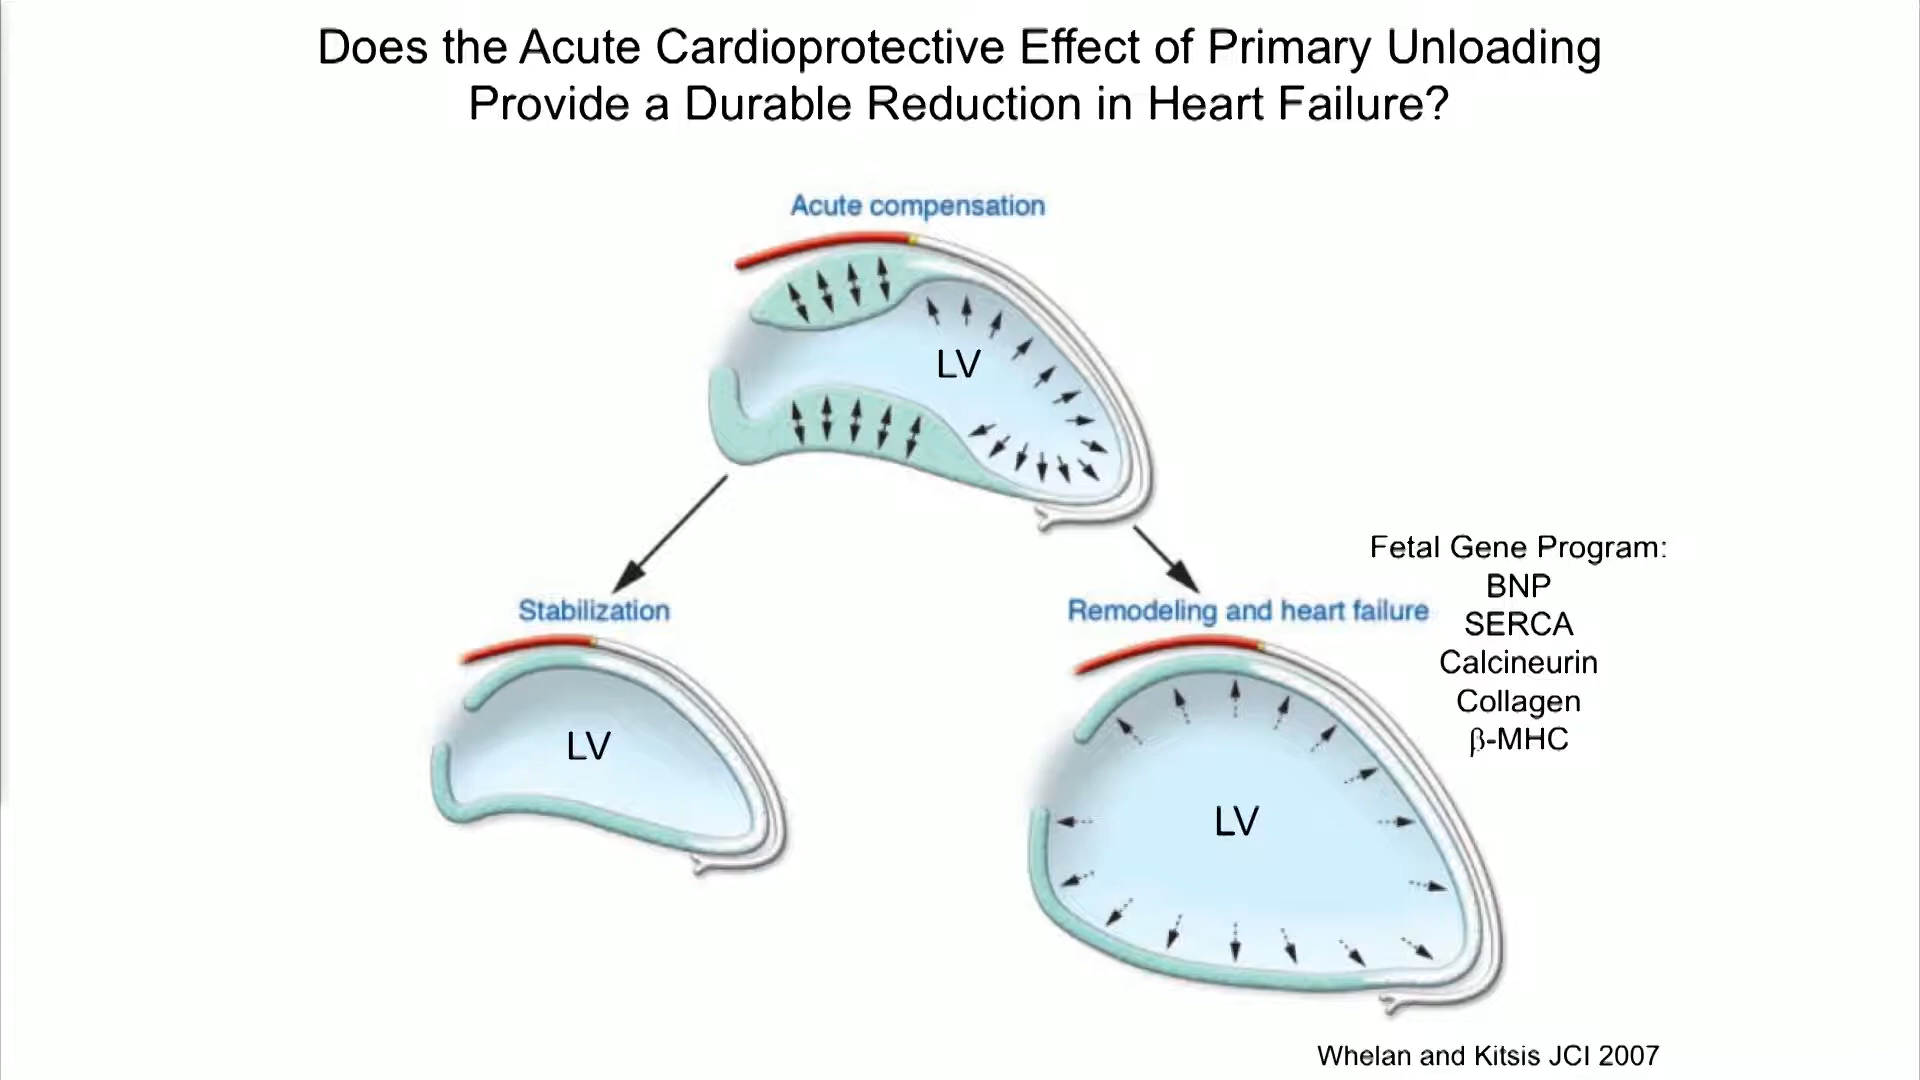 Does the Acute Cardioprotective Effect of Primary Unloading
Provide a Durable Reduction in Heart Failure?
Acute compensation
LV
Stabilization
LV
Remodeling and heart failure
LV
Fetal Gene Program:
BNP
SERCA
Calcineurin
Collagen
β-MHC
Whelan and Kitsis JCI 2007